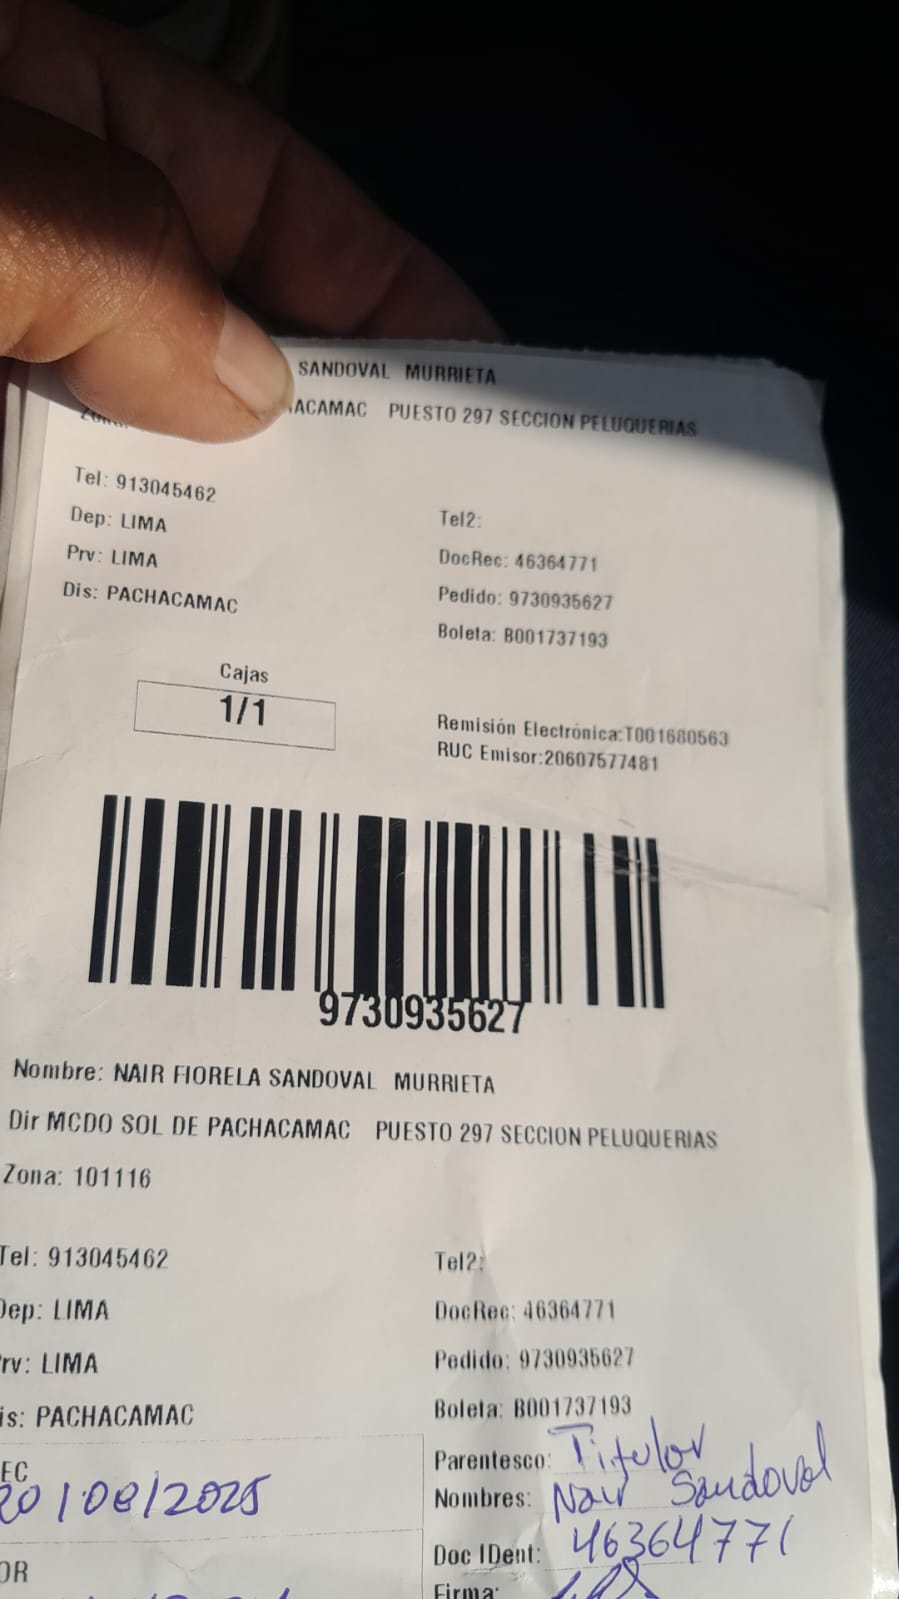 SANDOVAL MURRIETA
ACAMAC PUESTO 297 SECCION PELUQUERIAS
Tel: 913045462
Tel2:
Dep: LIMA
DocRec: 46364771
Prv: LIMA
Pedido: 9730935627
Dis: PACHACAMAC
Boleta: B001737193
Cajas
1/1
Remisión Electrónica:T001680563
RUC Emisor:20607577481
9730935627
Nombre: NAIR FIORELA SANDOVAL MURRIETA
Dir MCDO SOL DE PACHACAMAC PUESTO 297 SECCION PELUQUERIAS
Zona: 101116
Tel: 913045462
Tel2:
Dep: LIMA
DocRec: 46364771
rv: LIMA
Pedido: 9730935627
is: PACHACAMAC
Boleta: B001737193
EC
Parentesco: Titular
20/08/2025
Nombres: Nair Sandoval
Doc IDent: 46364771
OR
Firma: